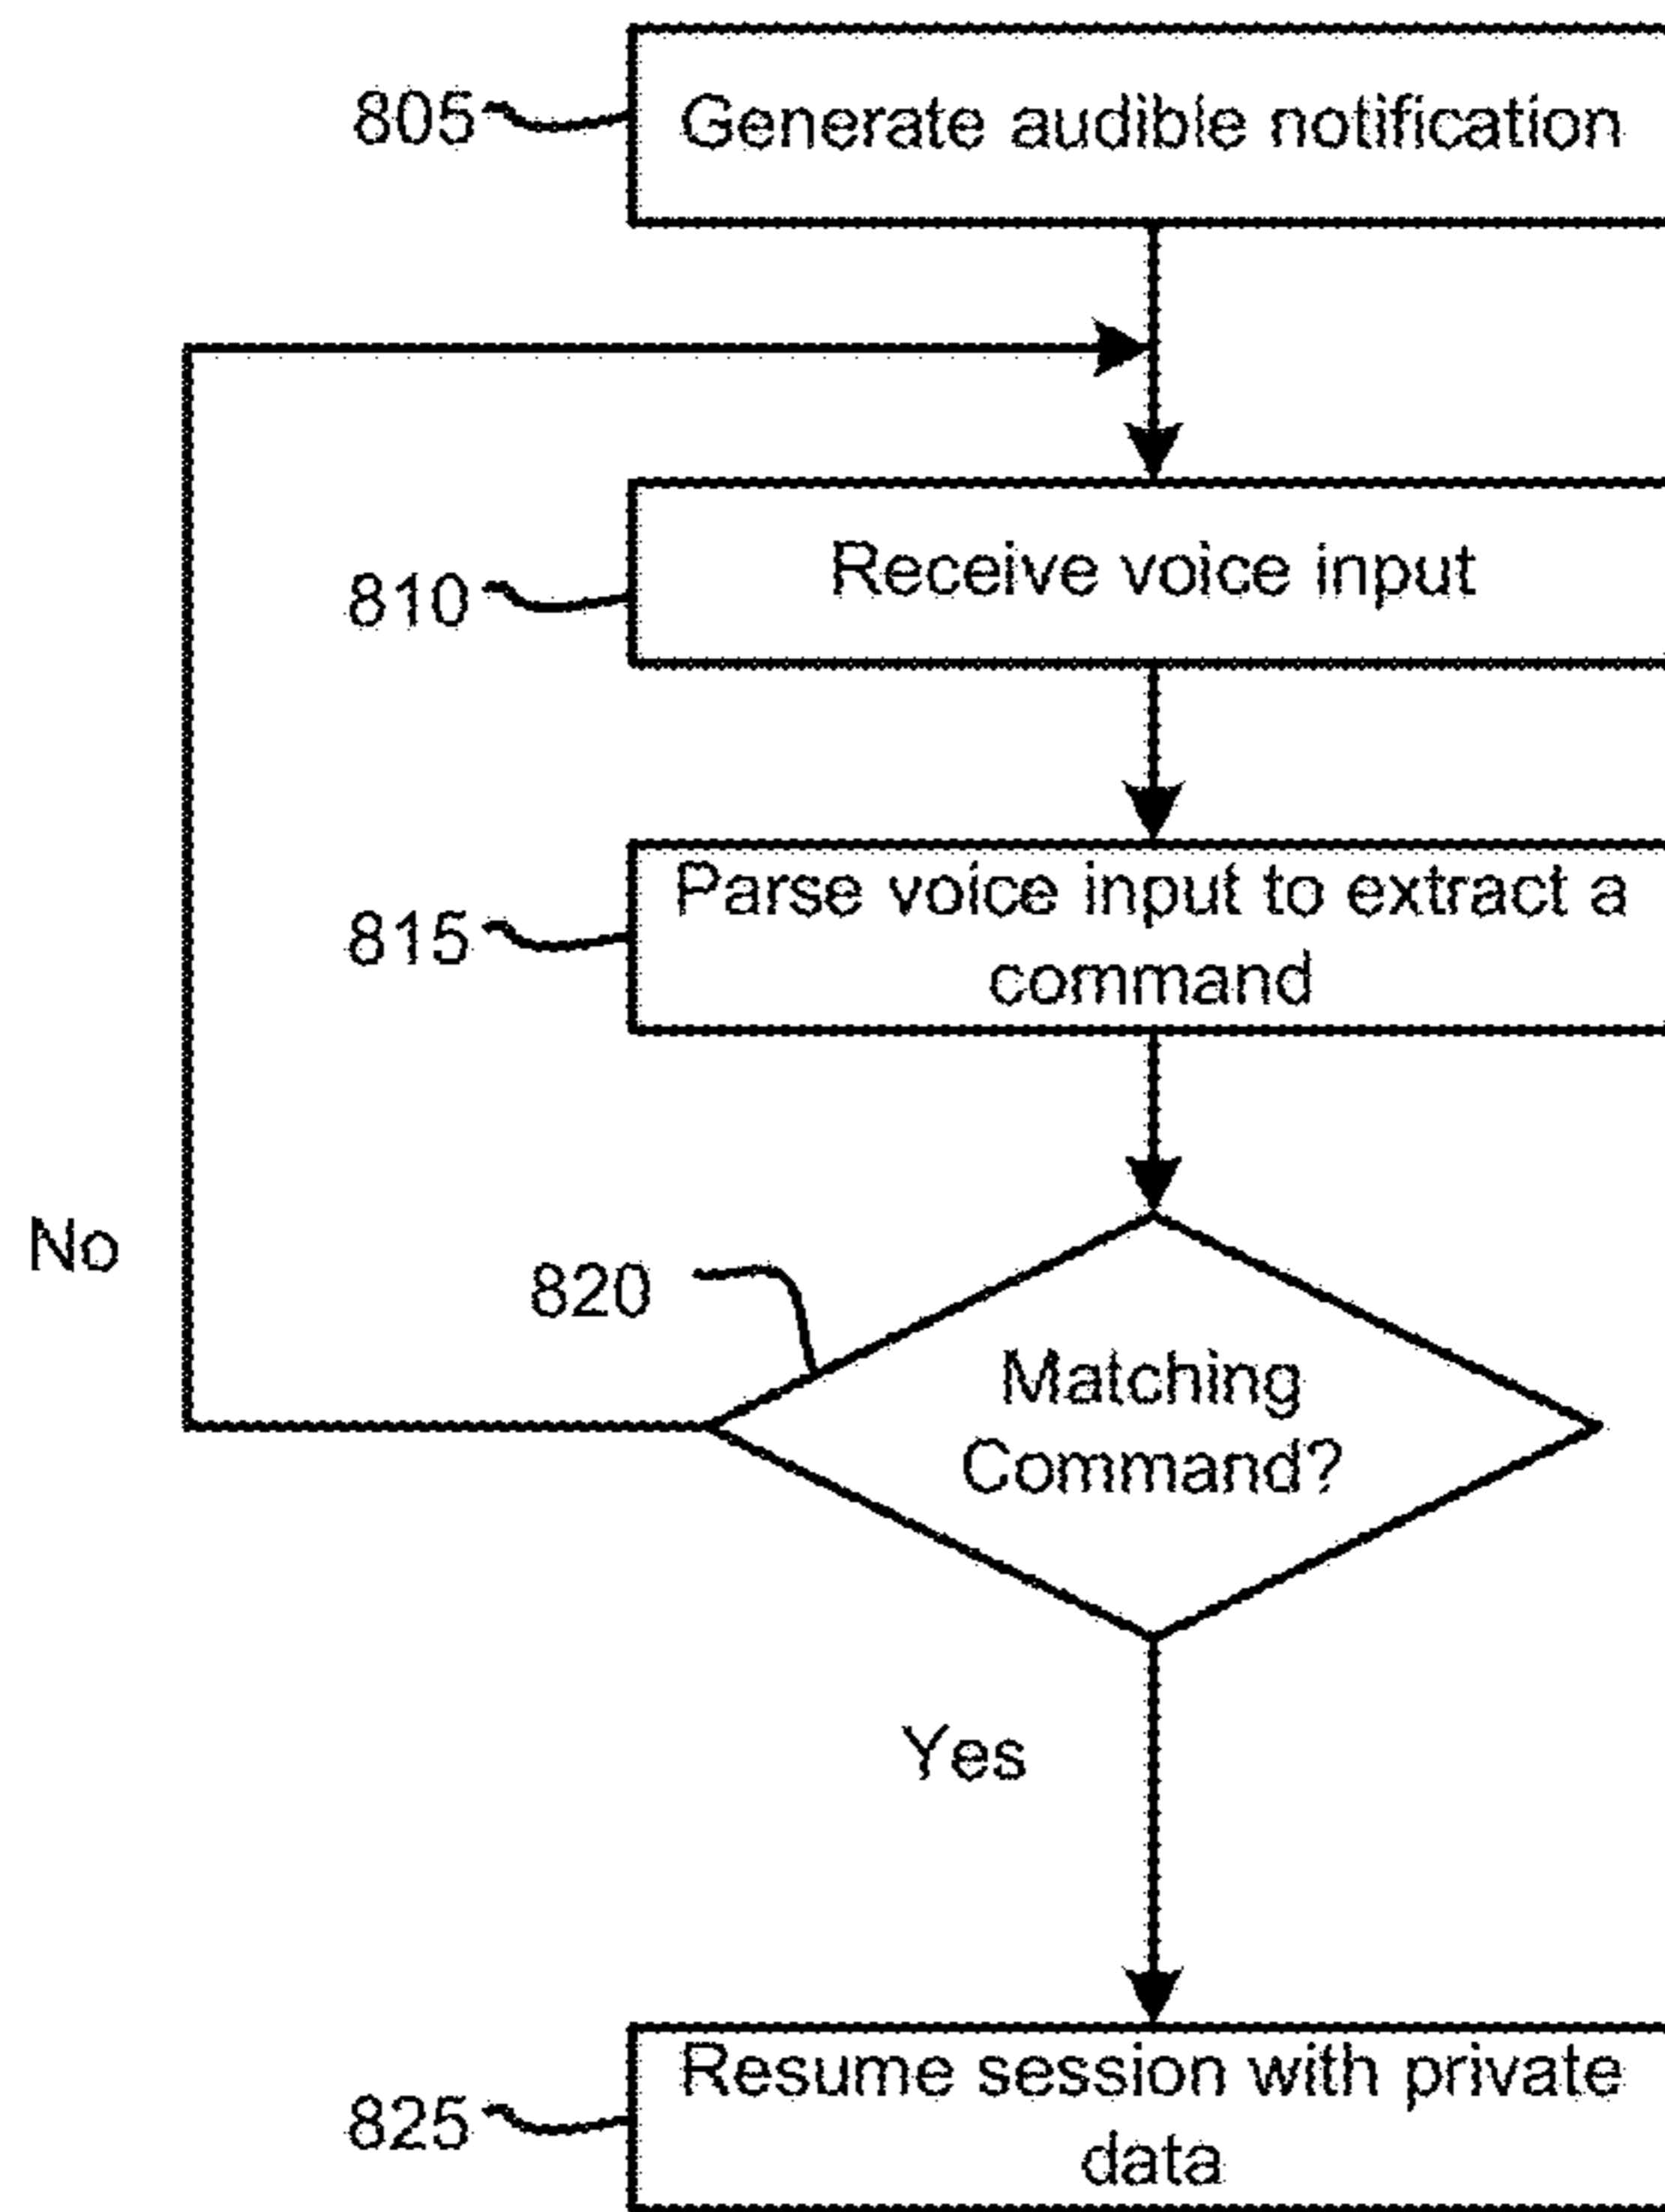 805
Generate audible notification
810
Receive voice input
815
Parse voice input to extract a
command
No
820
Matching
Command?
Yes
825
Resume session with private
data